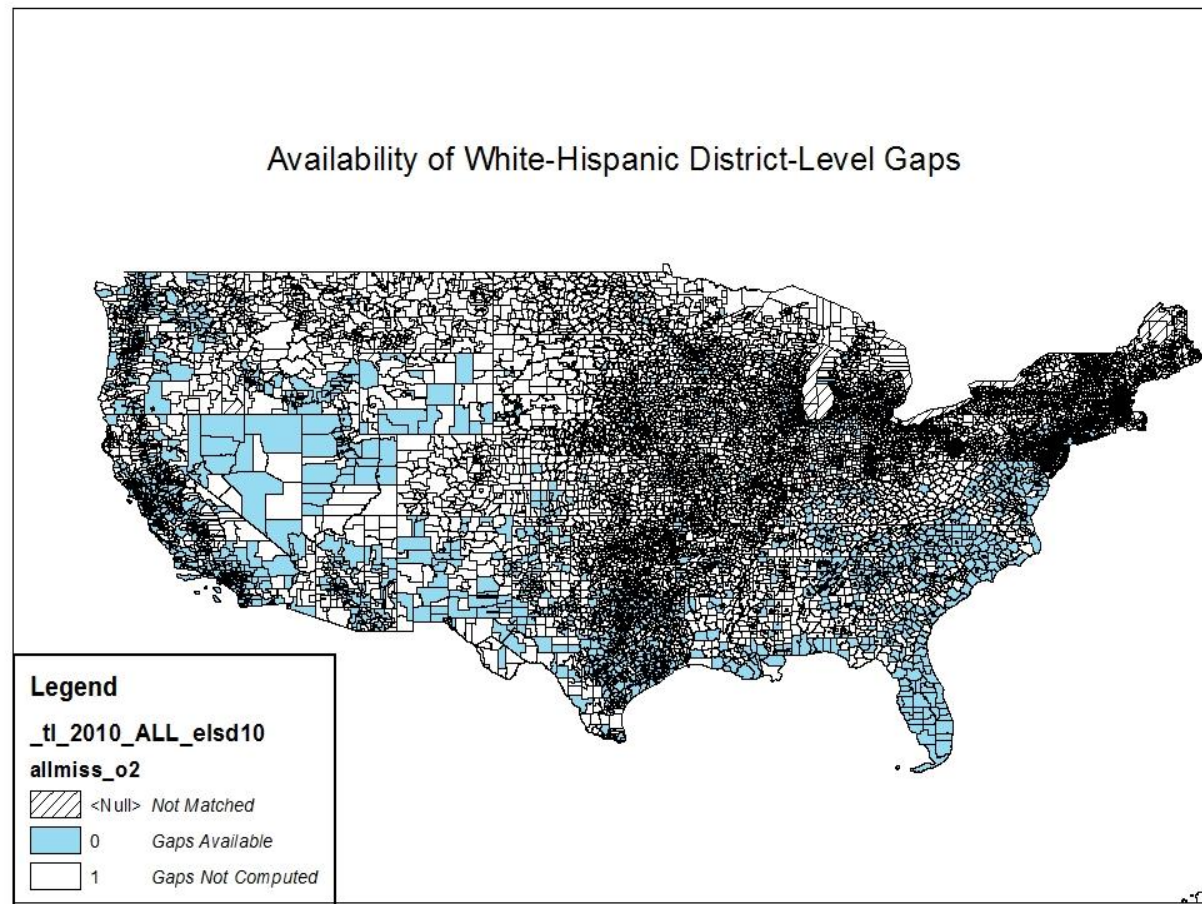 Availability of White-Hispanic District-Level Gaps
Legend
_tl_2010_ALL_elsd10
allmiss_o2
<Null> Not Matched
0 Gaps Available
1 Gaps Not Computed